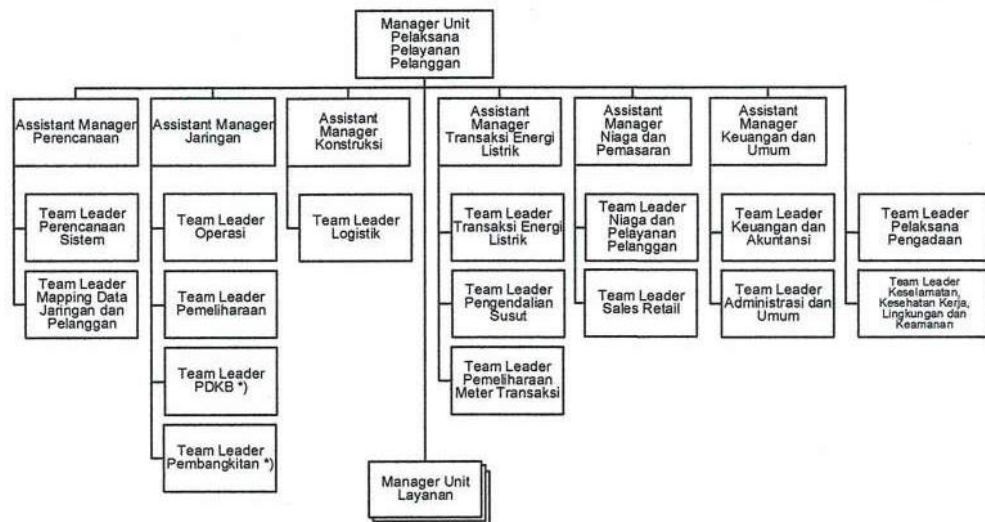 Manager Unit
Pelaksana
Pelayanan
Pelanggan
Assistant Manager
Perencanaan
Assistant Manager
Jaringan
Assistant
Manager
Konstruksi
Assistant
Manager
Transaksi Energi
Listrik
Assistant
Manager
Niaga dan
Pemasaran
Assistant
Manager
Keuangan dan
Umum
Team Leader
Perencanaan
Sistem
Team Leader
Operasi
Team Leader
Logistik
Team Leader
Transaksi Energi
Listrik
Team Leader
Niaga dan
Pelayanan
Pelanggan
Team Leader
Keuangan dan
Akuntansi
Team Leader
Pelaksana
Pengadaan
Team Leader
Mapping Data
Jaringan dan
Pelanggan
Team Leader
Pemeliharaan
Team Leader
Pengendalian
Susut
Team Leader
Sales Retail
Team Leader
Administrasi dan
Umum
Team Leader
Keselamatan,
Kesehatan Kerja,
Lingkungan dan
Keamanan
Team Leader
PDKB *)
Team Leader
Pemeliharaan
Meter Transaksi
Team Leader
Pembangkitan *)
Manager Unit
Layanan